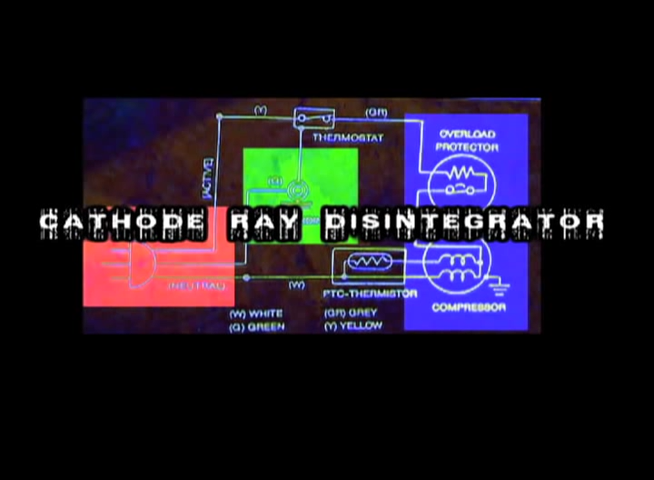 (Y)
(GR)
THERMOSTAT
OVERLOAD
PROTECTOR
(ACTIVE)
(G)
CATHODE RAY DISINTEGRATOR
(NEUTRAL)
(W)
PTC-THERMISTOR
COMPRESSOR
(W) WHITE
(GR) GREY
(G) GREEN
(Y) YELLOW